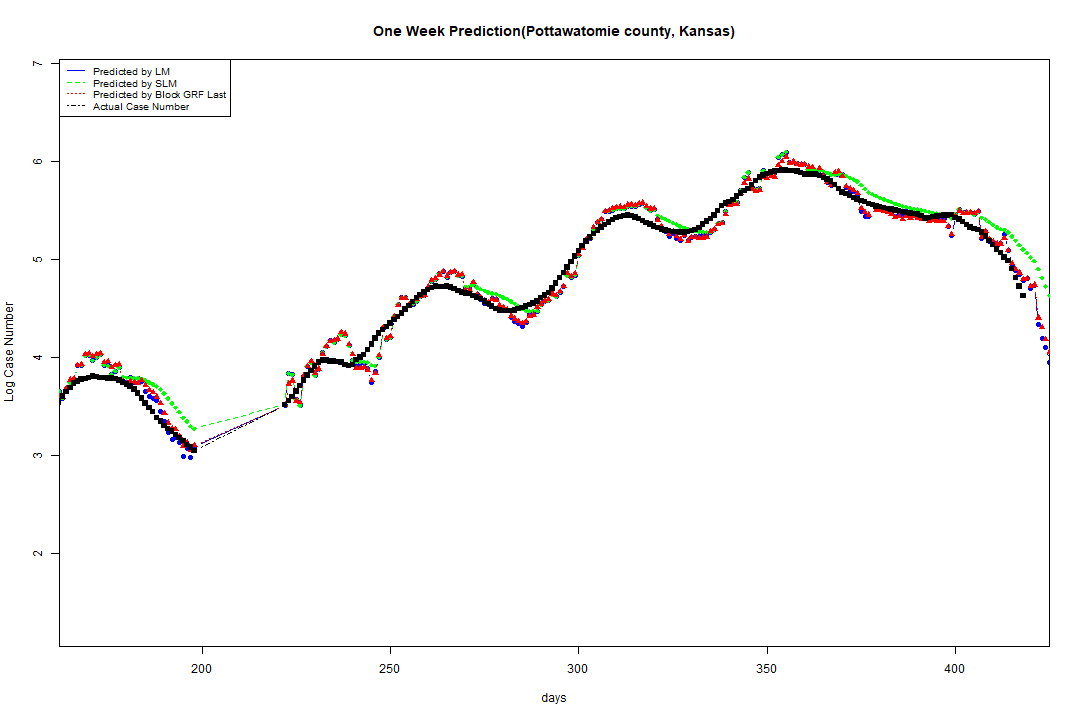 One Week Prediction(Pottawatomie county, Kansas)
Predicted by LM
Predicted by SLM
Predicted by Block GRF Last
Actual Case Number
7
6
5
4
3
2
Log Case Number
200 250 300 350 400
days